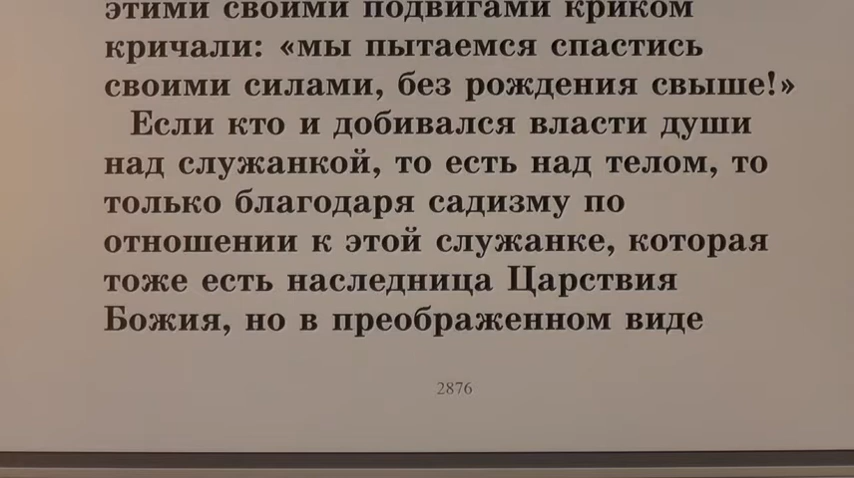 этими своими подвигами криком
кричали: «мы пытаемся спастись
своими силами, без рождения свыше!»
Если кто и добивался власти души
над служанкой, то есть над телом, то
только благодаря садизму по
отношении к этой служанке, которая
тоже есть наследница Царствия
Божия, но в преображенном виде
2876